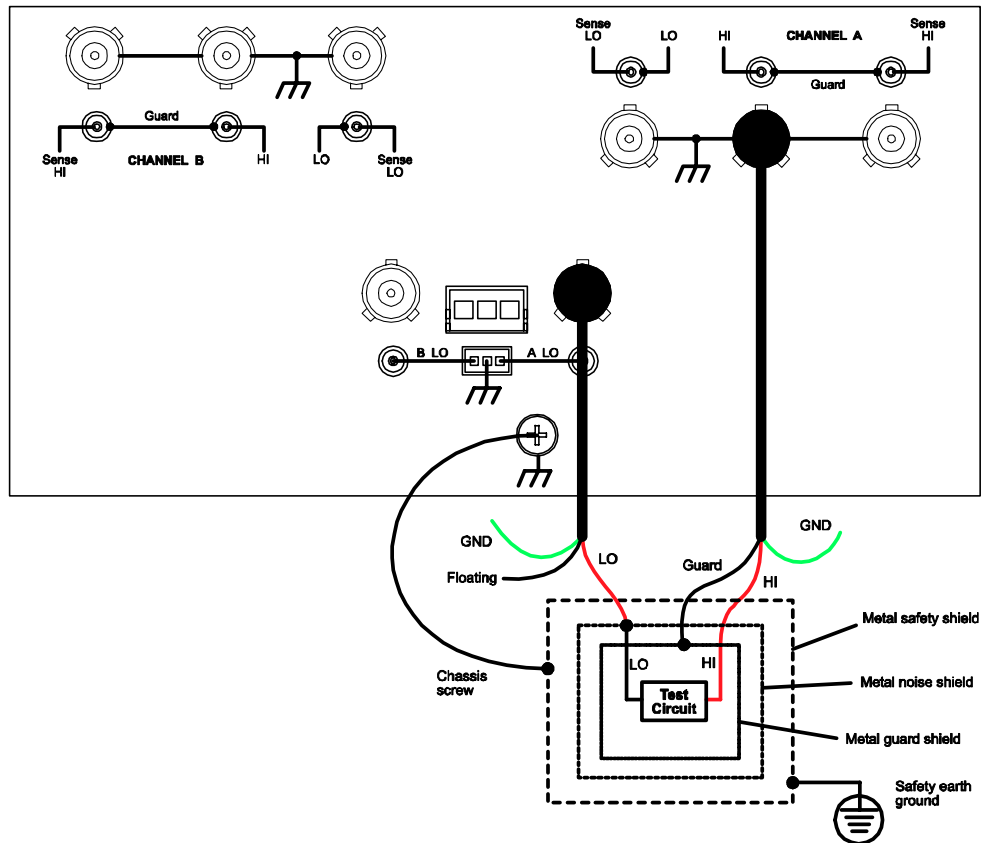 Sense
LO
LO
HI
CHANNEL A
Sense
HI
Guard
Guard
Sense
HI
CHANNEL B
HI
LO
Sense
LO
B LO
A LO
GND
LO
Floating
Guard
HI
GND
Metal safety shield
LO
HI
Chassis
screw
Test
Circuit
Metal noise shield
Metal guard shield
Safety earth
ground